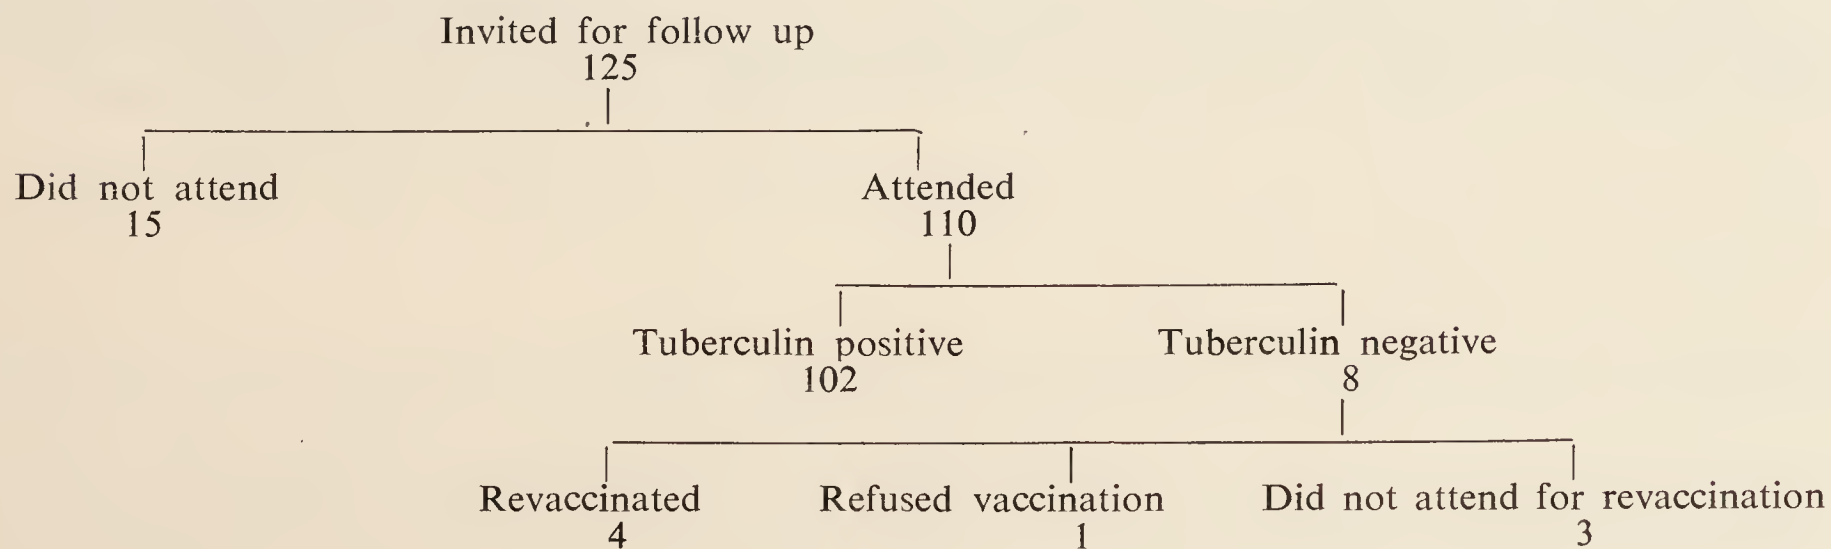 Invited for follow up
125
Did not attend Attended
15 110
Tuberculin positive Tuberculin negative
102 8
Revaccinated Refused vaccination Did not attend for revaccination
4 1 3